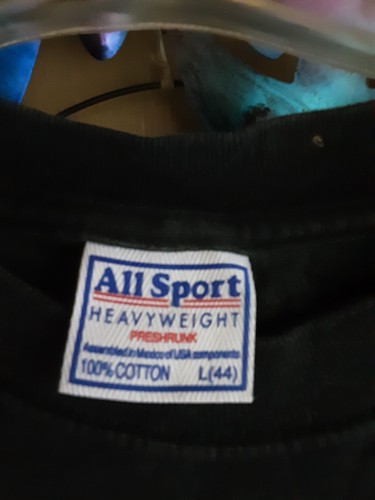 All Sport
HEAVYWEIGHT
PRESHRUNK
Assembled in Mexico of USA components
100% COTTON L(44)